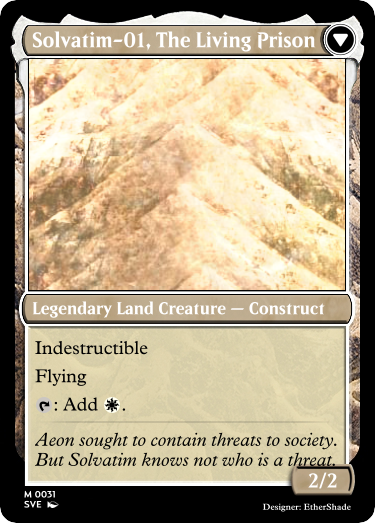 Solvatim-01, The Living Prison
Legendary Land Creature — Construct
Indestructible
Flying
: Add .
Aeon sought to contain threats to society.
But Solvatim knows not who is a threat.
2/2
M 0031
SVE
Designer: EtherShade